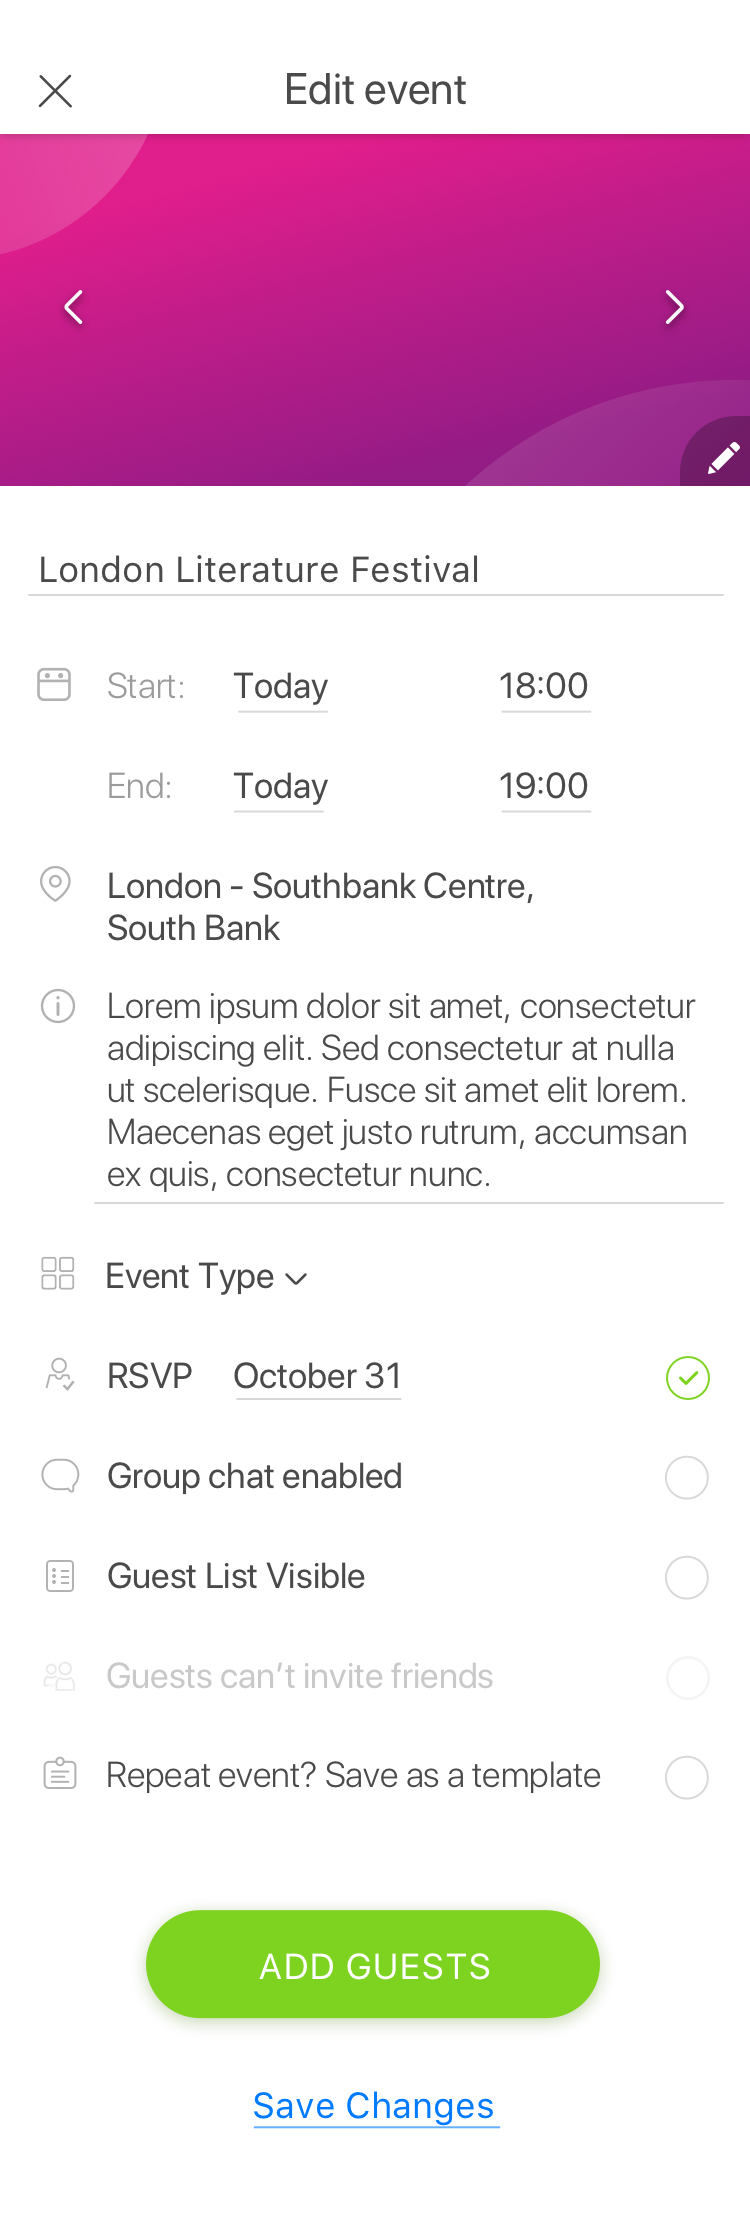 Edit event
London Literature Festival
Start: Today 18:00
End: Today 19:00
London - Southbank Centre,
South Bank
Lorem ipsum dolor sit amet, consectetur
adipiscing elit. Sed consectetur at nulla
ut scelerisque. Fusce sit amet elit lorem.
Maecenas eget justo rutrum, accumsan
ex quis, consectetur nunc.
Event Type
RSVP October 31
Group chat enabled
Guest List Visible
Guests can't invite friends
Repeat event? Save as a template
ADD GUESTS
Save Changes